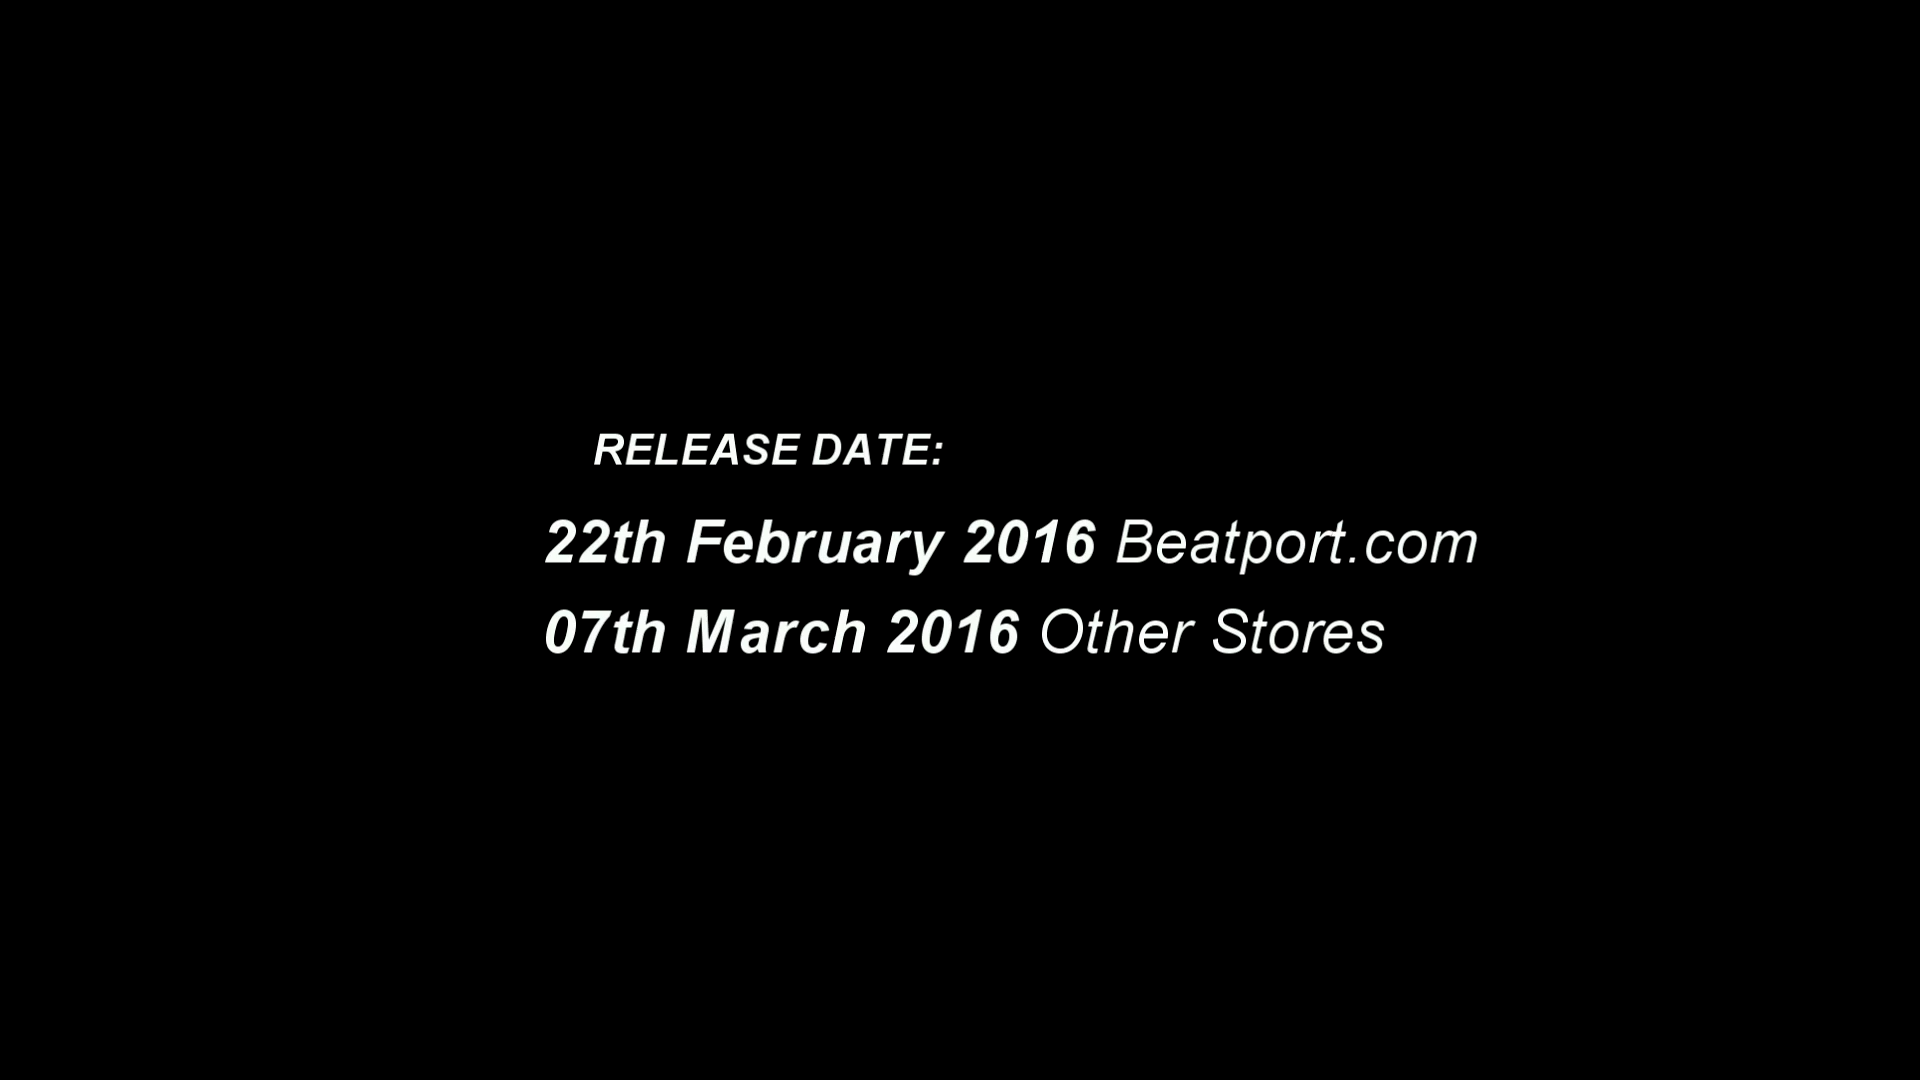 RELEASE DATE:
22th February 2016 Beatport.com
07th March 2016 Other Stores